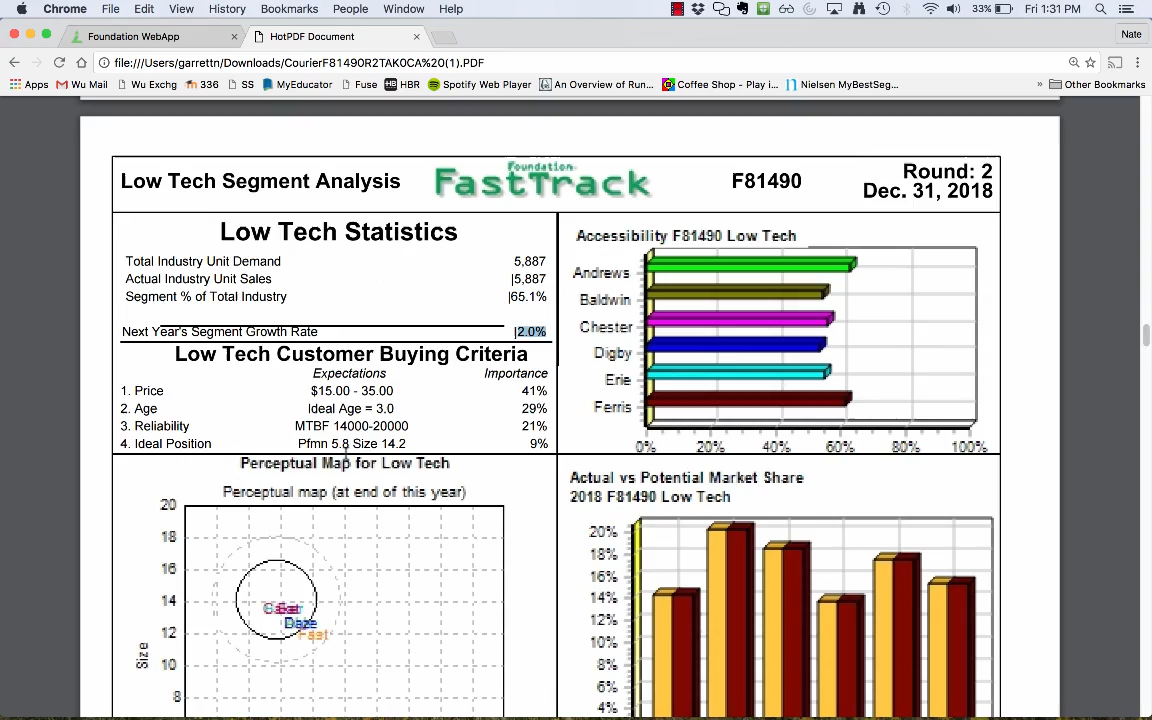 Chrome File Edit View History Bookmarks People Window Help 33% Fri 1:31 PM
Foundation WebApp HotPDF Document Nate
file:///Users/garrettn/Downloads/CourierF81490R2TAK0CA%20(1).PDF
Apps Wu Mail Wu Exchg 336 SS MyEducator Fuse HBR Spotify Web Player An Overview of Run... Coffee Shop - Play i... Nielsen MyBestSeg... » Other Bookmarks
Low Tech Segment Analysis Foundation FastTrack F81490 Round: 2
Dec. 31, 2018
Low Tech Statistics
Total Industry Unit Demand 5,887
Actual Industry Unit Sales |5,887
Segment % of Total Industry |65.1%
Next Year's Segment Growth Rate |2.0%
Low Tech Customer Buying Criteria
Expectations Importance
1. Price $15.00 - 35.00 41%
2. Age Ideal Age = 3.0 29%
3. Reliability MTBF 14000-20000 21%
4. Ideal Position Pfmn 5.8 Size 14.2 9%
Accessibility F81490 Low Tech
Andrews
Baldwin
Chester
Digby
Erie
Ferris
0% 20% 40% 60% 80% 100%
Perceptual Map for Low Tech
Perceptual map (at end of this year)
20
18
16
14
12
10
8
Size
Daze
Fast
Actual vs Potential Market Share
2018 F81490 Low Tech
20%
18%
16%
14%
12%
10%
8%
6%
4%